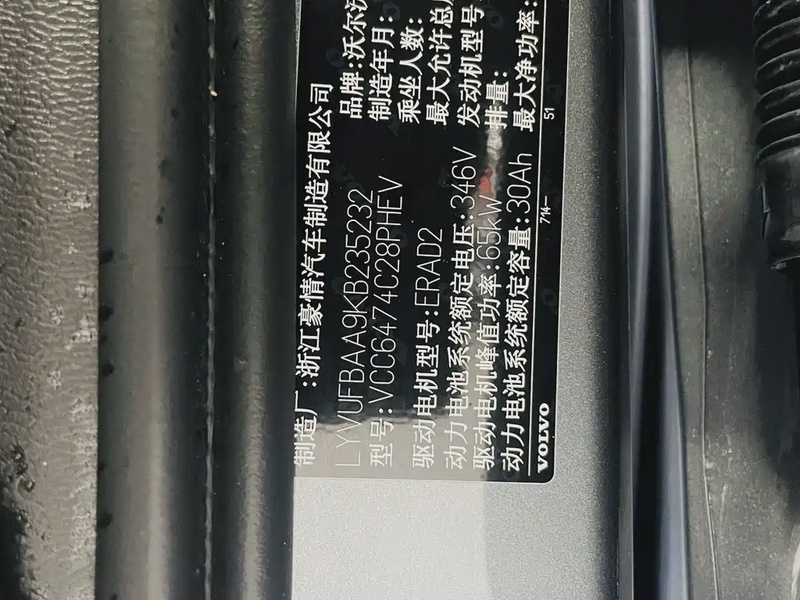 制造厂:浙江豪情汽车制造有限公司
LYVUFBAA9KB235232
品牌:沃尔沃
型号:VCC6474C28PHEV
制造年月:
乘坐人数:
驱动电机型号:ERAD2
最大允许总
动力电池系统额定电压:346V
发动机型号
驱动电机峰值功率:65kW
排量:
动力电池系统额定容量:30Ah
最大净功率:
VOLVO
714—
51